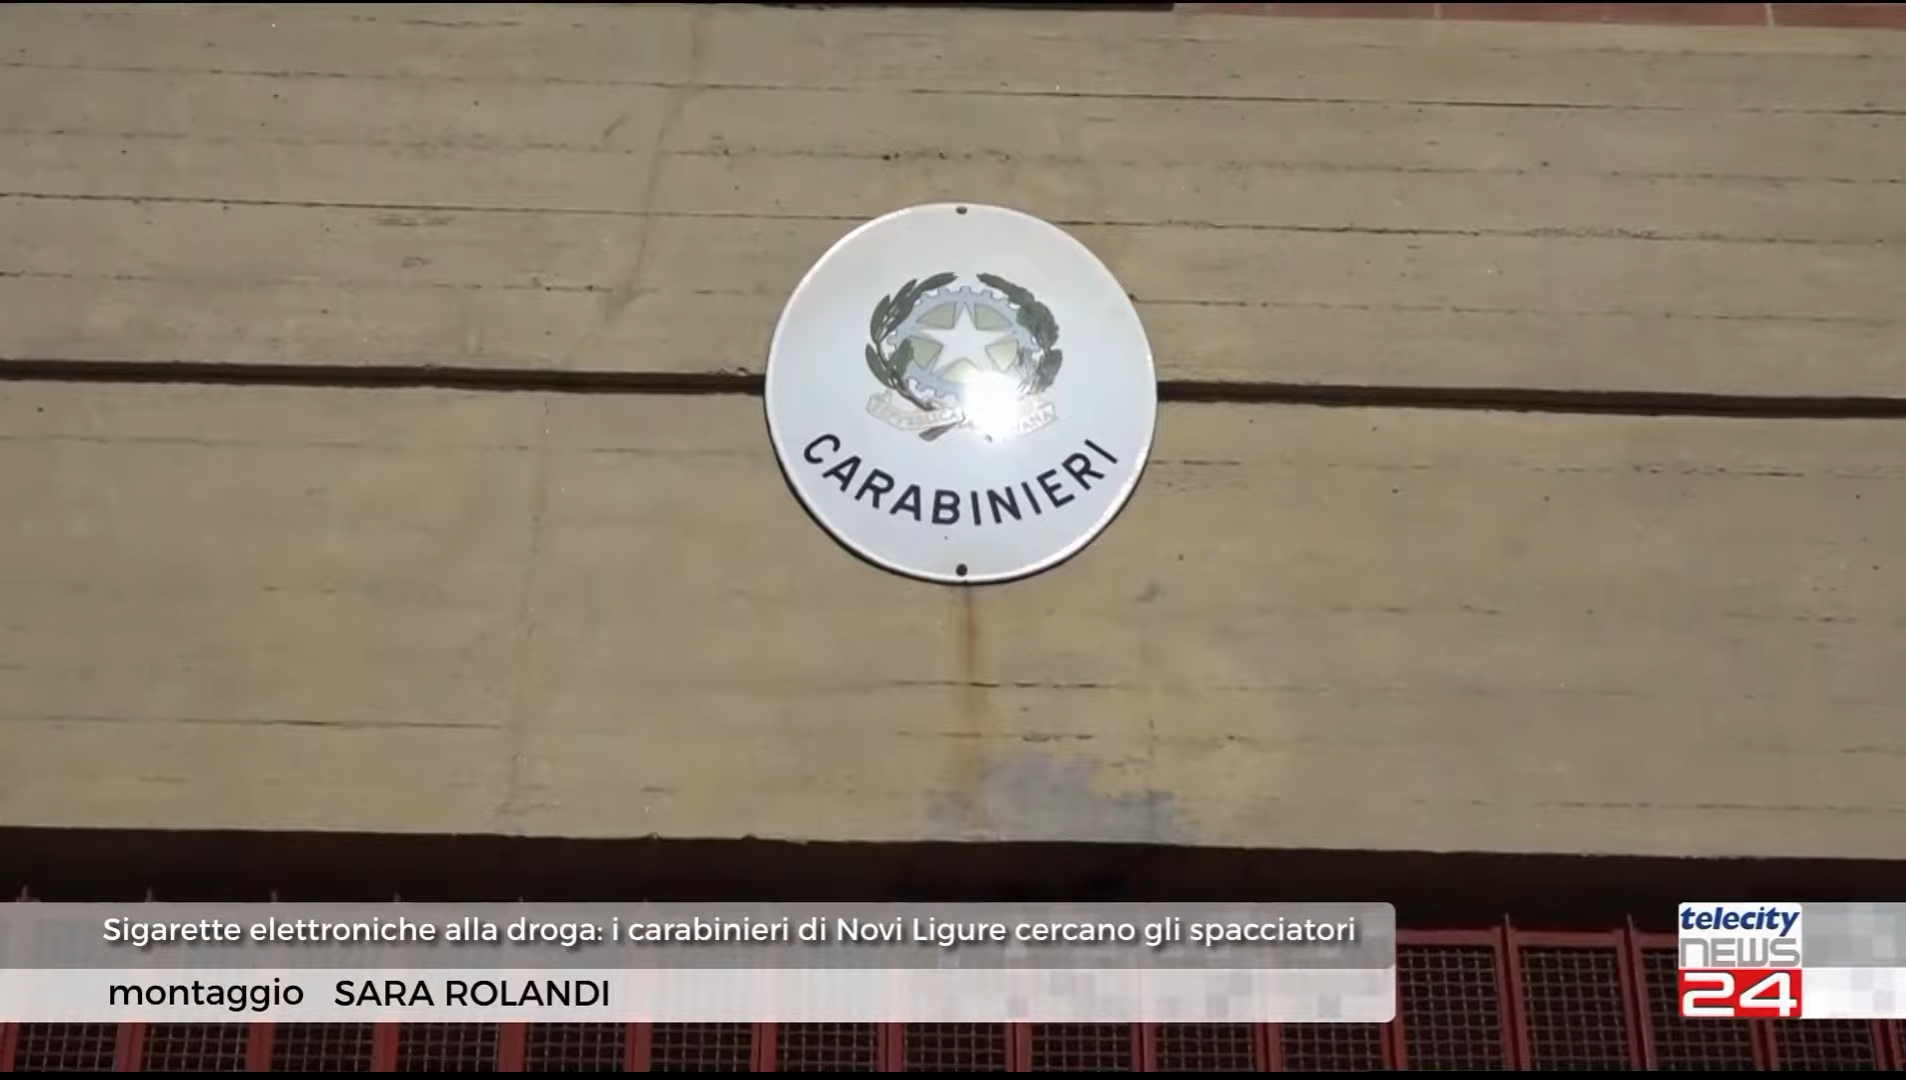 CARABINIERI
Sigarette elettroniche alla droga: i carabinieri di Novi Ligure cercano gli spacciatori
montaggio SARA ROLANDI
telecity
NEWS
24